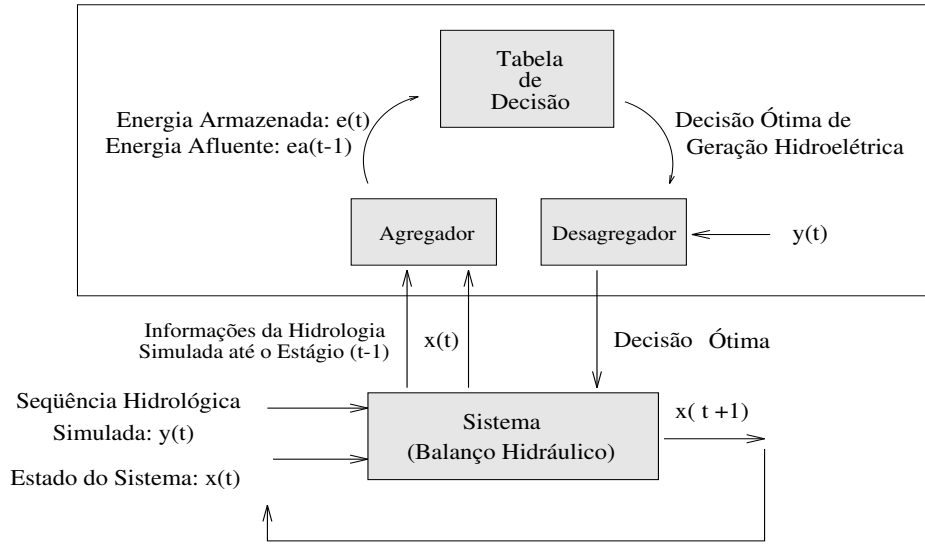 Tabela
de
Decisão
Energia Armazenada: e(t)
Energia Afluente: ea(t-1)
Decisão Ótima de
Geração Hidroelétrica
Agregador
Desagregador
y(t)
Informações da Hidrologia
Simulada até o Estágio (t-1)
x(t)
Decisão Ótima
Seqüência Hidrológica
Simulada: y(t)
Estado do Sistema: x(t)
Sistema
(Balanço Hidráulico)
x( t +1)